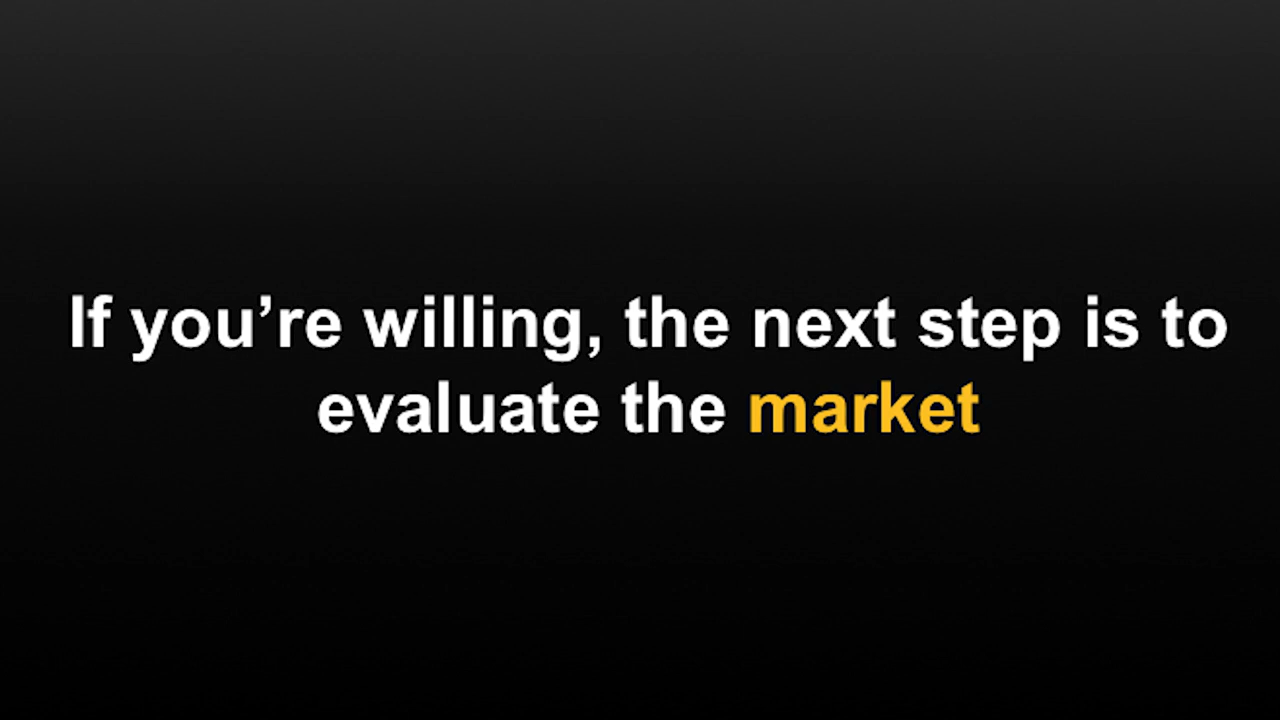 If you’re willing, the next step is to
evaluate the market